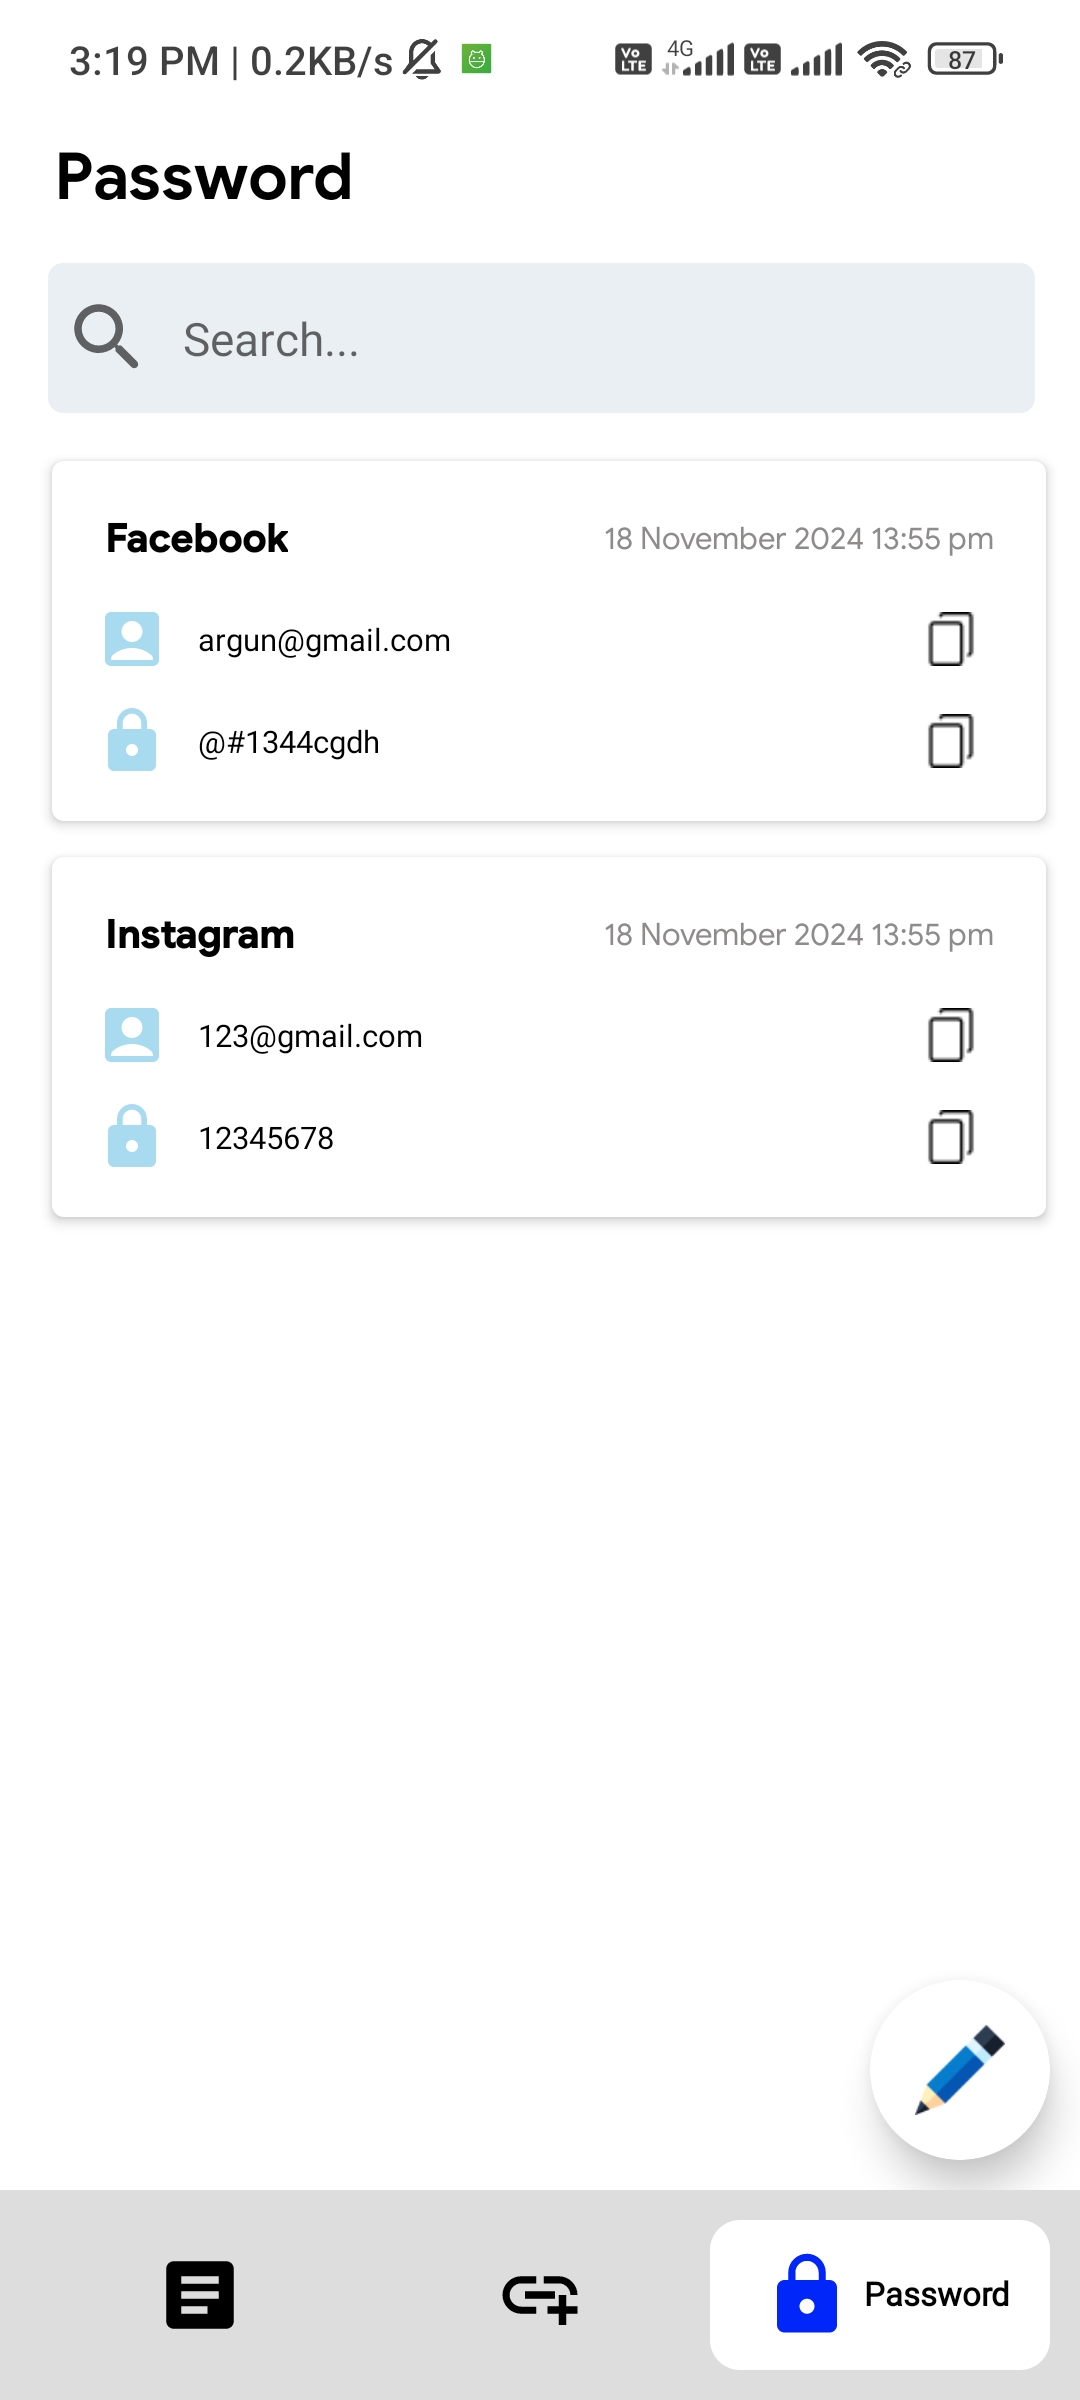 3:19 PM | 0.2KB/s Vo LTE 4G Vo LTE 87
Password
Search...
Facebook 18 November 2024 13:55 pm
argun@gmail.com
@#1344cgdh
Instagram 18 November 2024 13:55 pm
123@gmail.com
12345678
Password